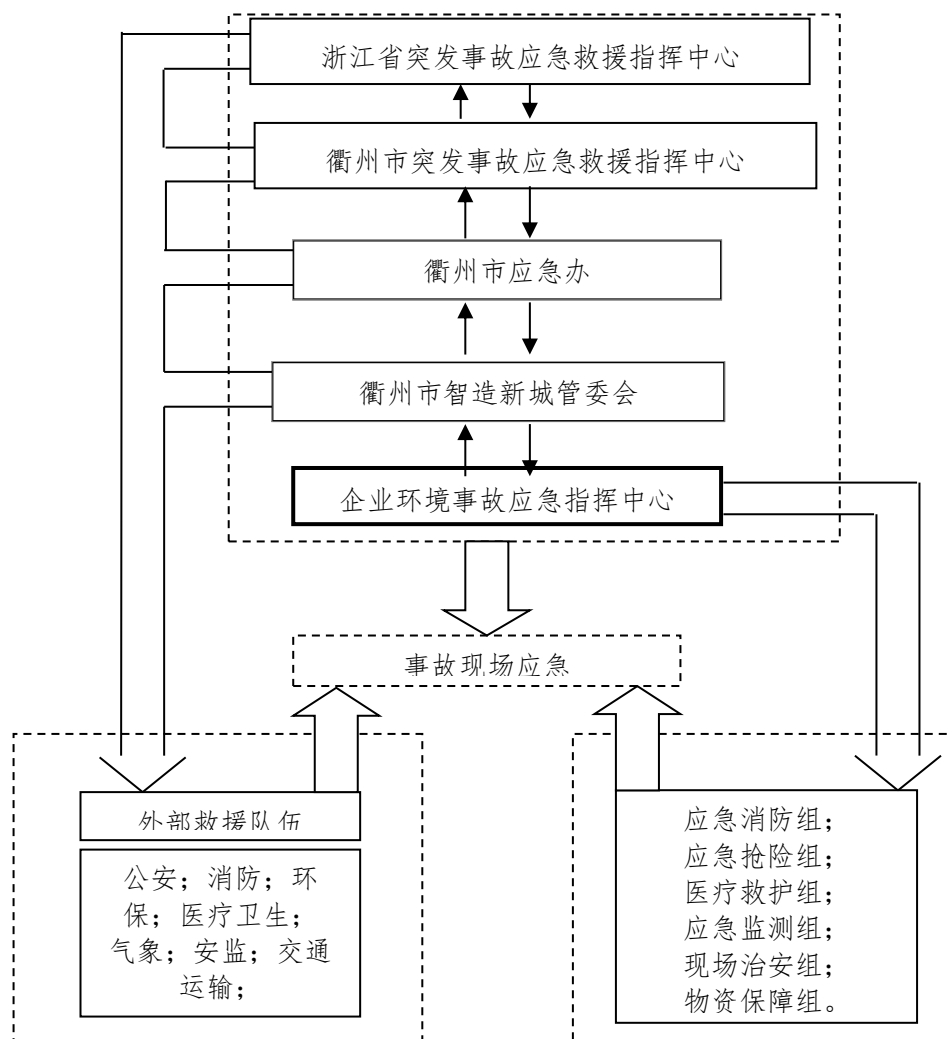 浙江省突发事故应急救援指挥中心
衢州市突发事故应急救援指挥中心
衢州市应急办
衢州市智造新城管委会
企业环境事故应急指挥中心
事故现场应急
外部救援队伍
公安；消防；环
保；医疗卫生；
气象；安监；交通
运输；
应急消防组；
应急抢险组；
医疗救护组；
应急监测组；
现场治安组；
物资保障组。